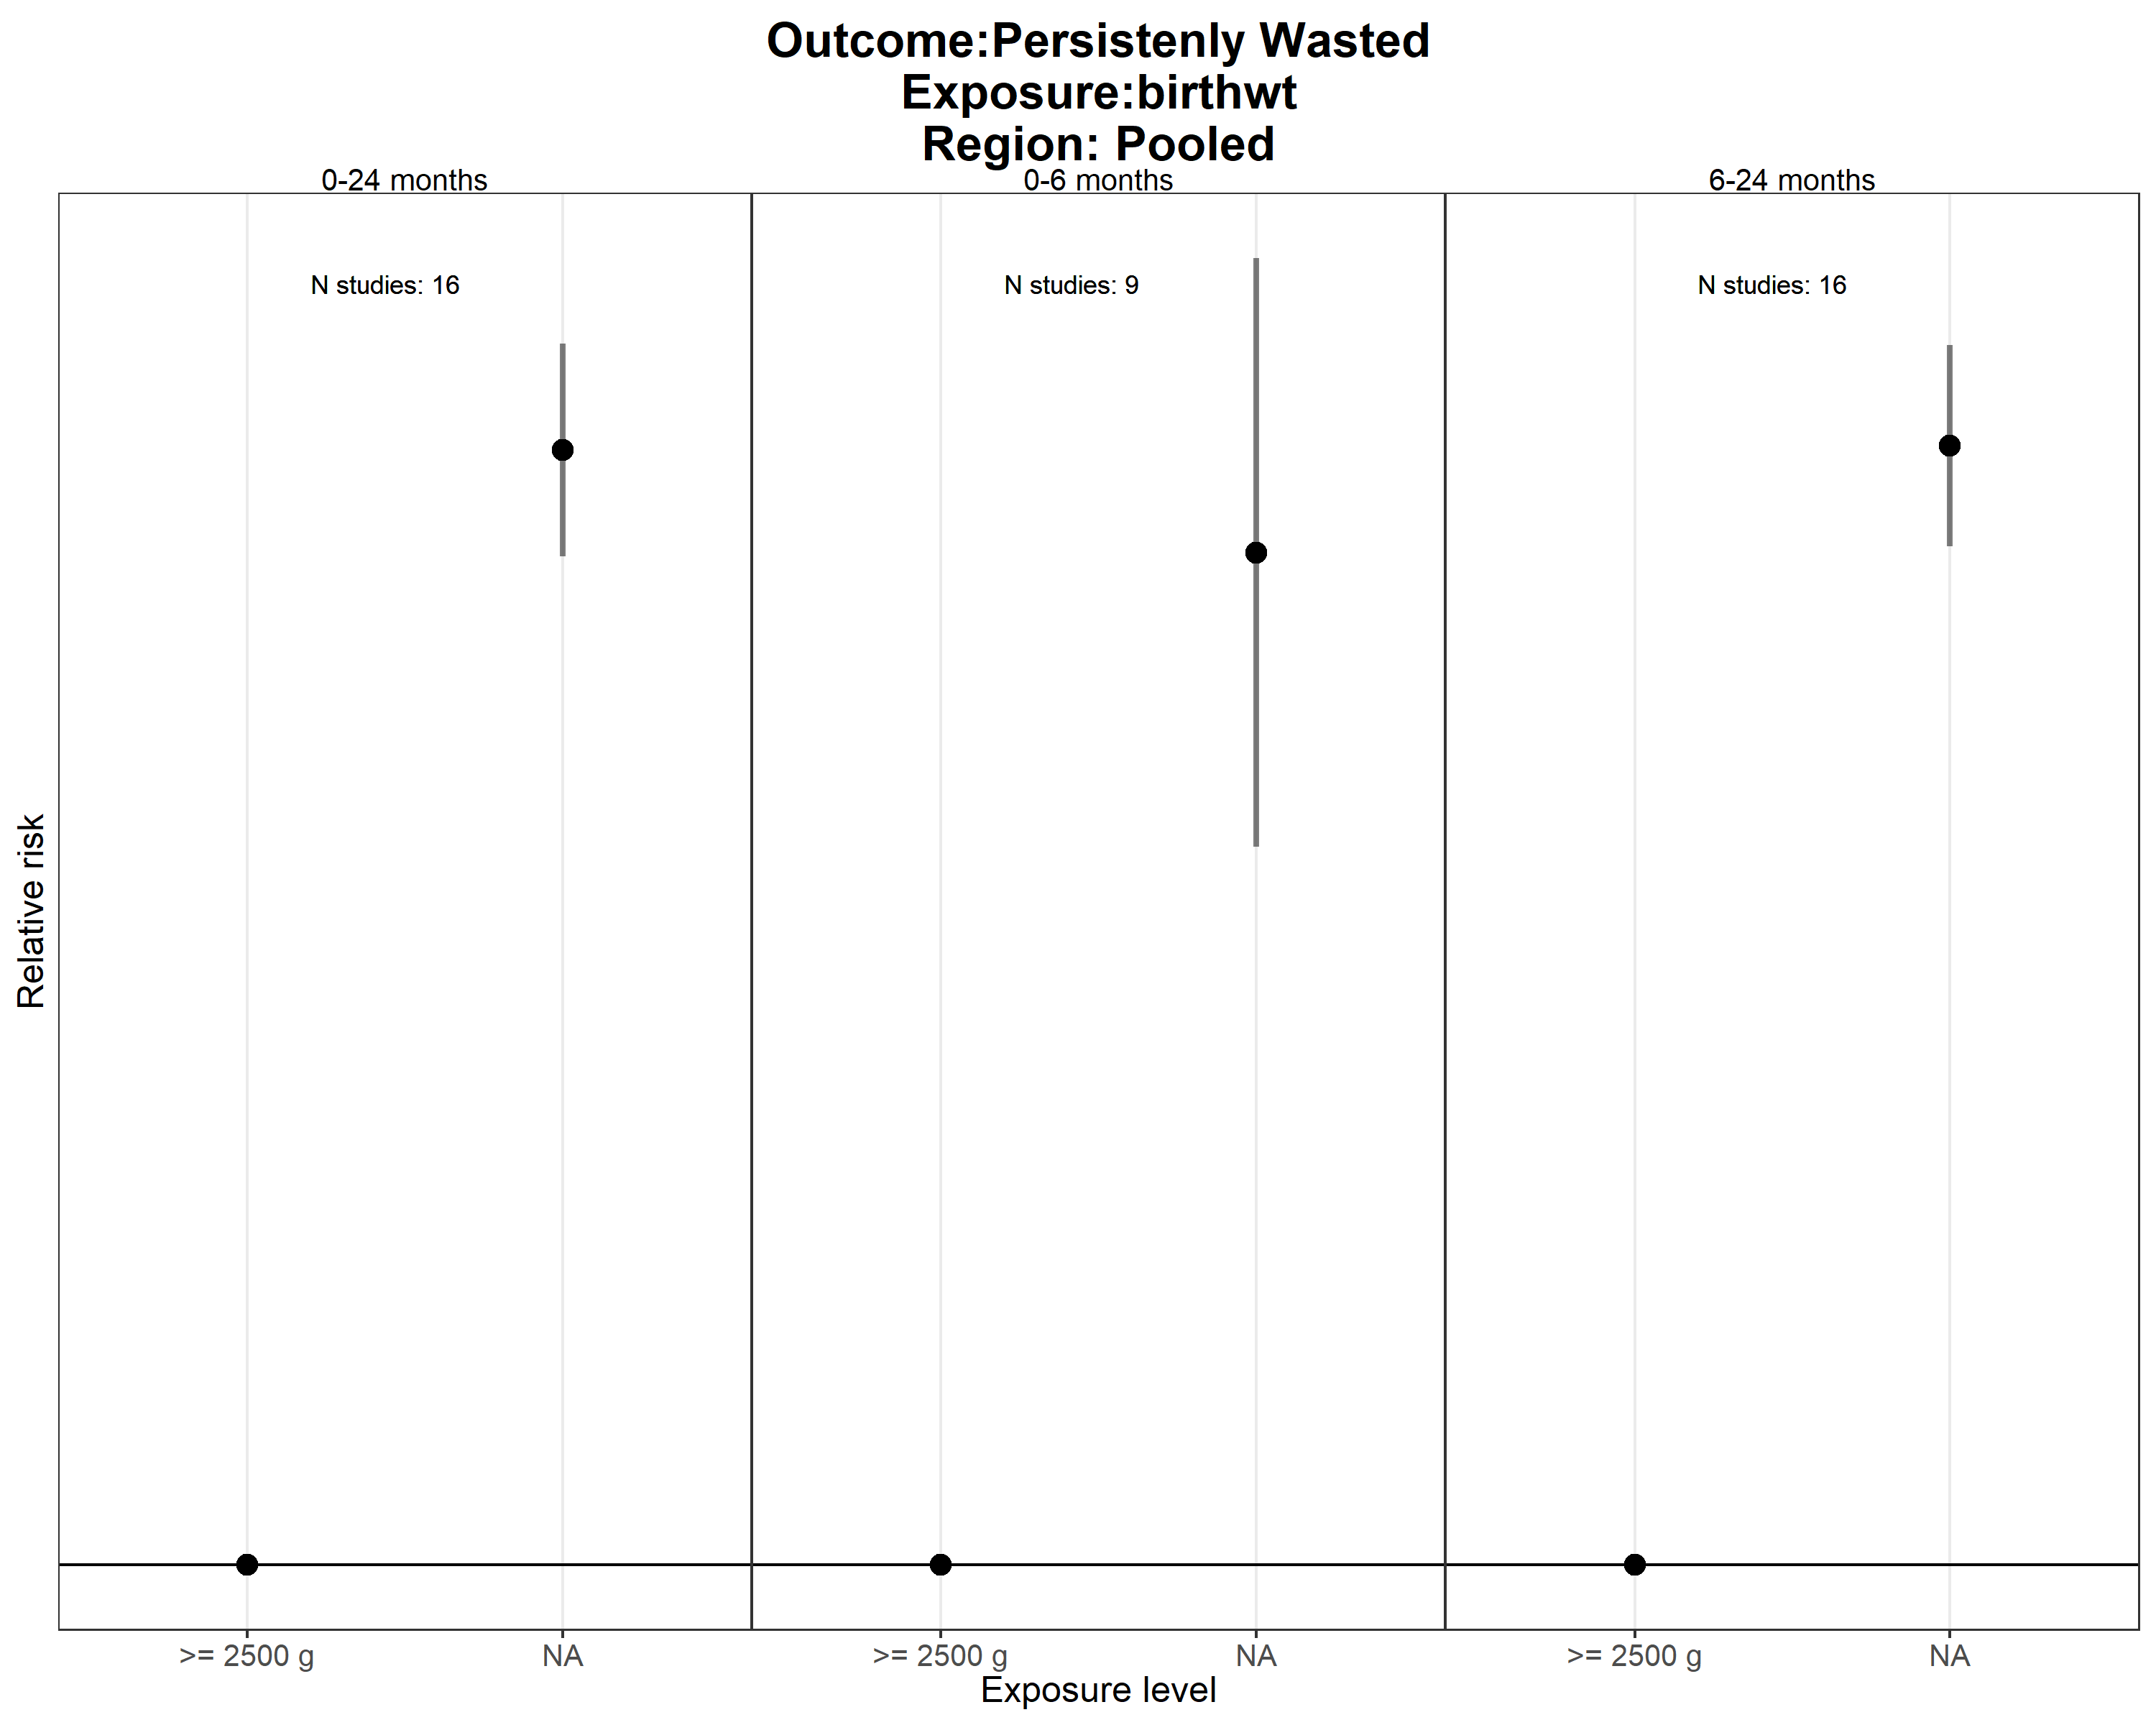 Outcome:Persistenly Wasted
Exposure:birthwt
Region: Pooled
0-24 months
0-6 months
6-24 months
N studies: 16
N studies: 9
N studies: 16
Relative risk
>= 2500 g
NA
>= 2500 g
NA
>= 2500 g
NA
Exposure level